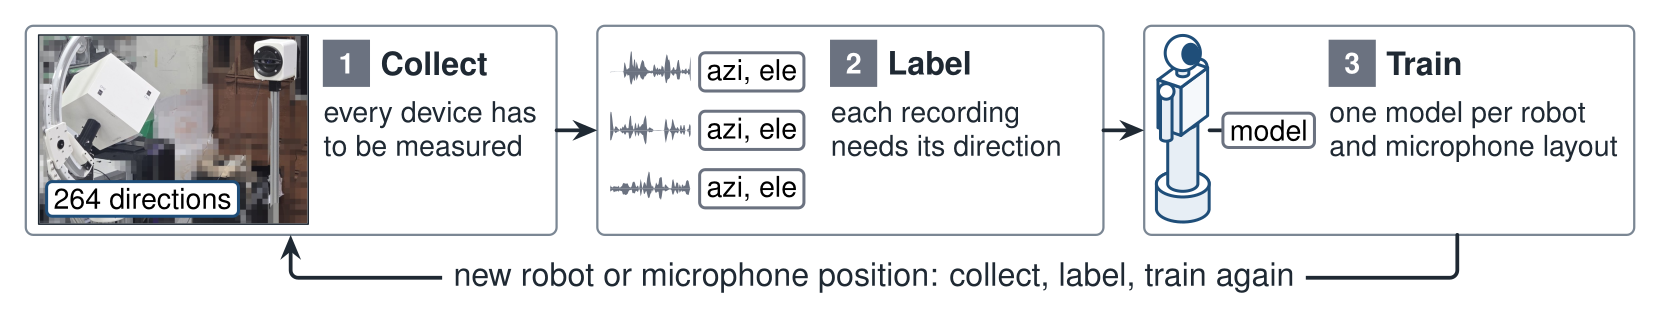 1 Collect
every device has
to be measured
264 directions
azi, ele
azi, ele
azi, ele
2 Label
each recording
needs its direction
model
3 Train
one model per robot
and microphone layout
new robot or microphone position: collect, label, train again